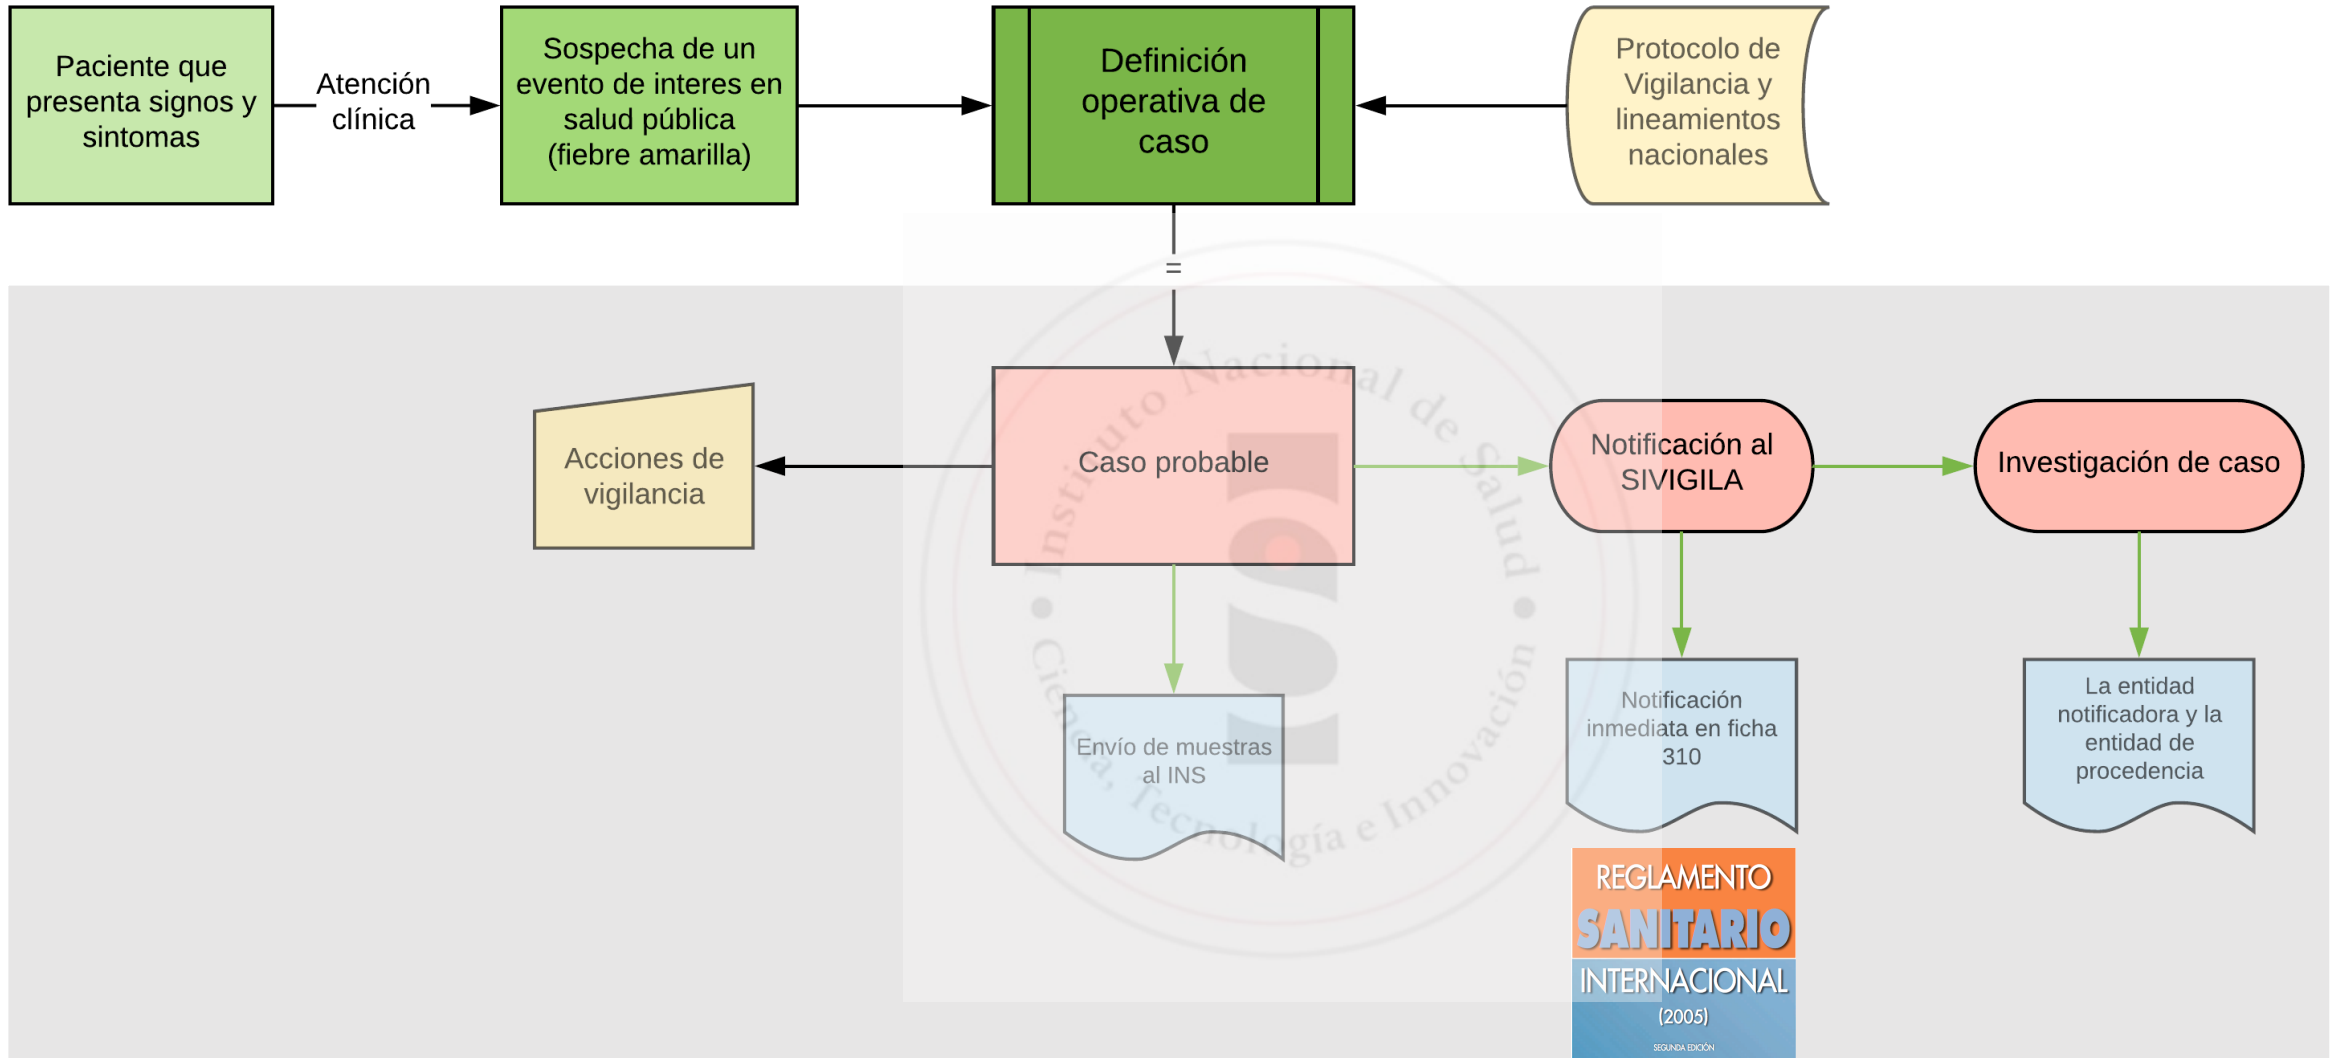 Paciente que
presenta signos y
sintomas
Atención
clínica
Sospecha de un
evento de interes en
salud pública
(fiebre amarilla)
Definición
operativa de
caso
Protocolo de
Vigilancia y
lineamientos
nacionales
=
Acciones de
vigilancia
Caso probable
Notificación al
SIVIGILA
Investigación de caso
Envío de muestras
al INS
Notificación
inmediata en ficha
310
La entidad
notificadora y la
entidad de
procedencia
Instituto Nacional de Salud
Ciencia, Tecnología e Innovación
REGLAMENTO
SANITARIO
INTERNACIONAL
(2005)
SEGUNDA EDICIÓN